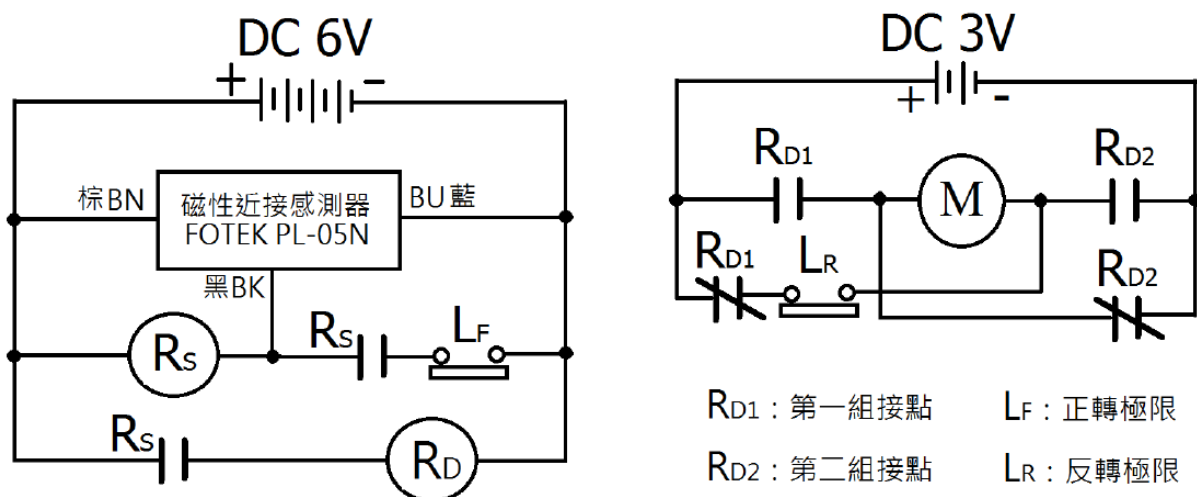 DC 6V
+ -
棕BN
磁性近接感測器
FOTEK PL-05N
BU藍
黑BK
RS
RS
LF
RS
RD
DC 3V
+ -
RD1
M
RD2
RD1
LR
RD2
RD1：第一組接點
LF：正轉極限
RD2：第二組接點
LR：反轉極限